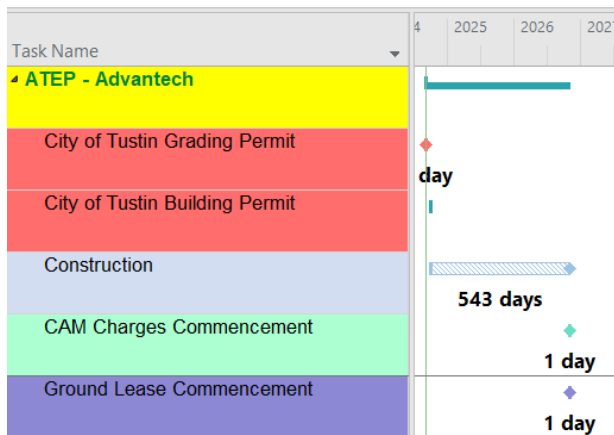 4 2025 2026 2027
Task Name
ATEP - Advantech
City of Tustin Grading Permit
day
City of Tustin Building Permit
Construction
543 days
CAM Charges Commencement
1 day
Ground Lease Commencement
1 day